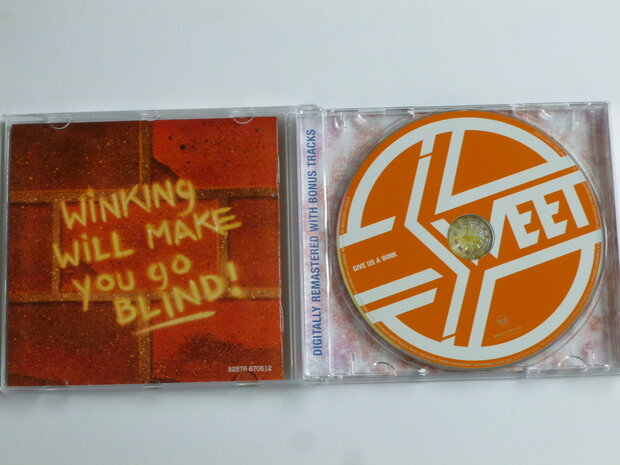 WiNKiNg
WiLL MAKE
You go
BLIND!
82876 670612
DIGITALLY REMASTERED WITH BONUS TRACKS
SWEET
GIVE US A WINK